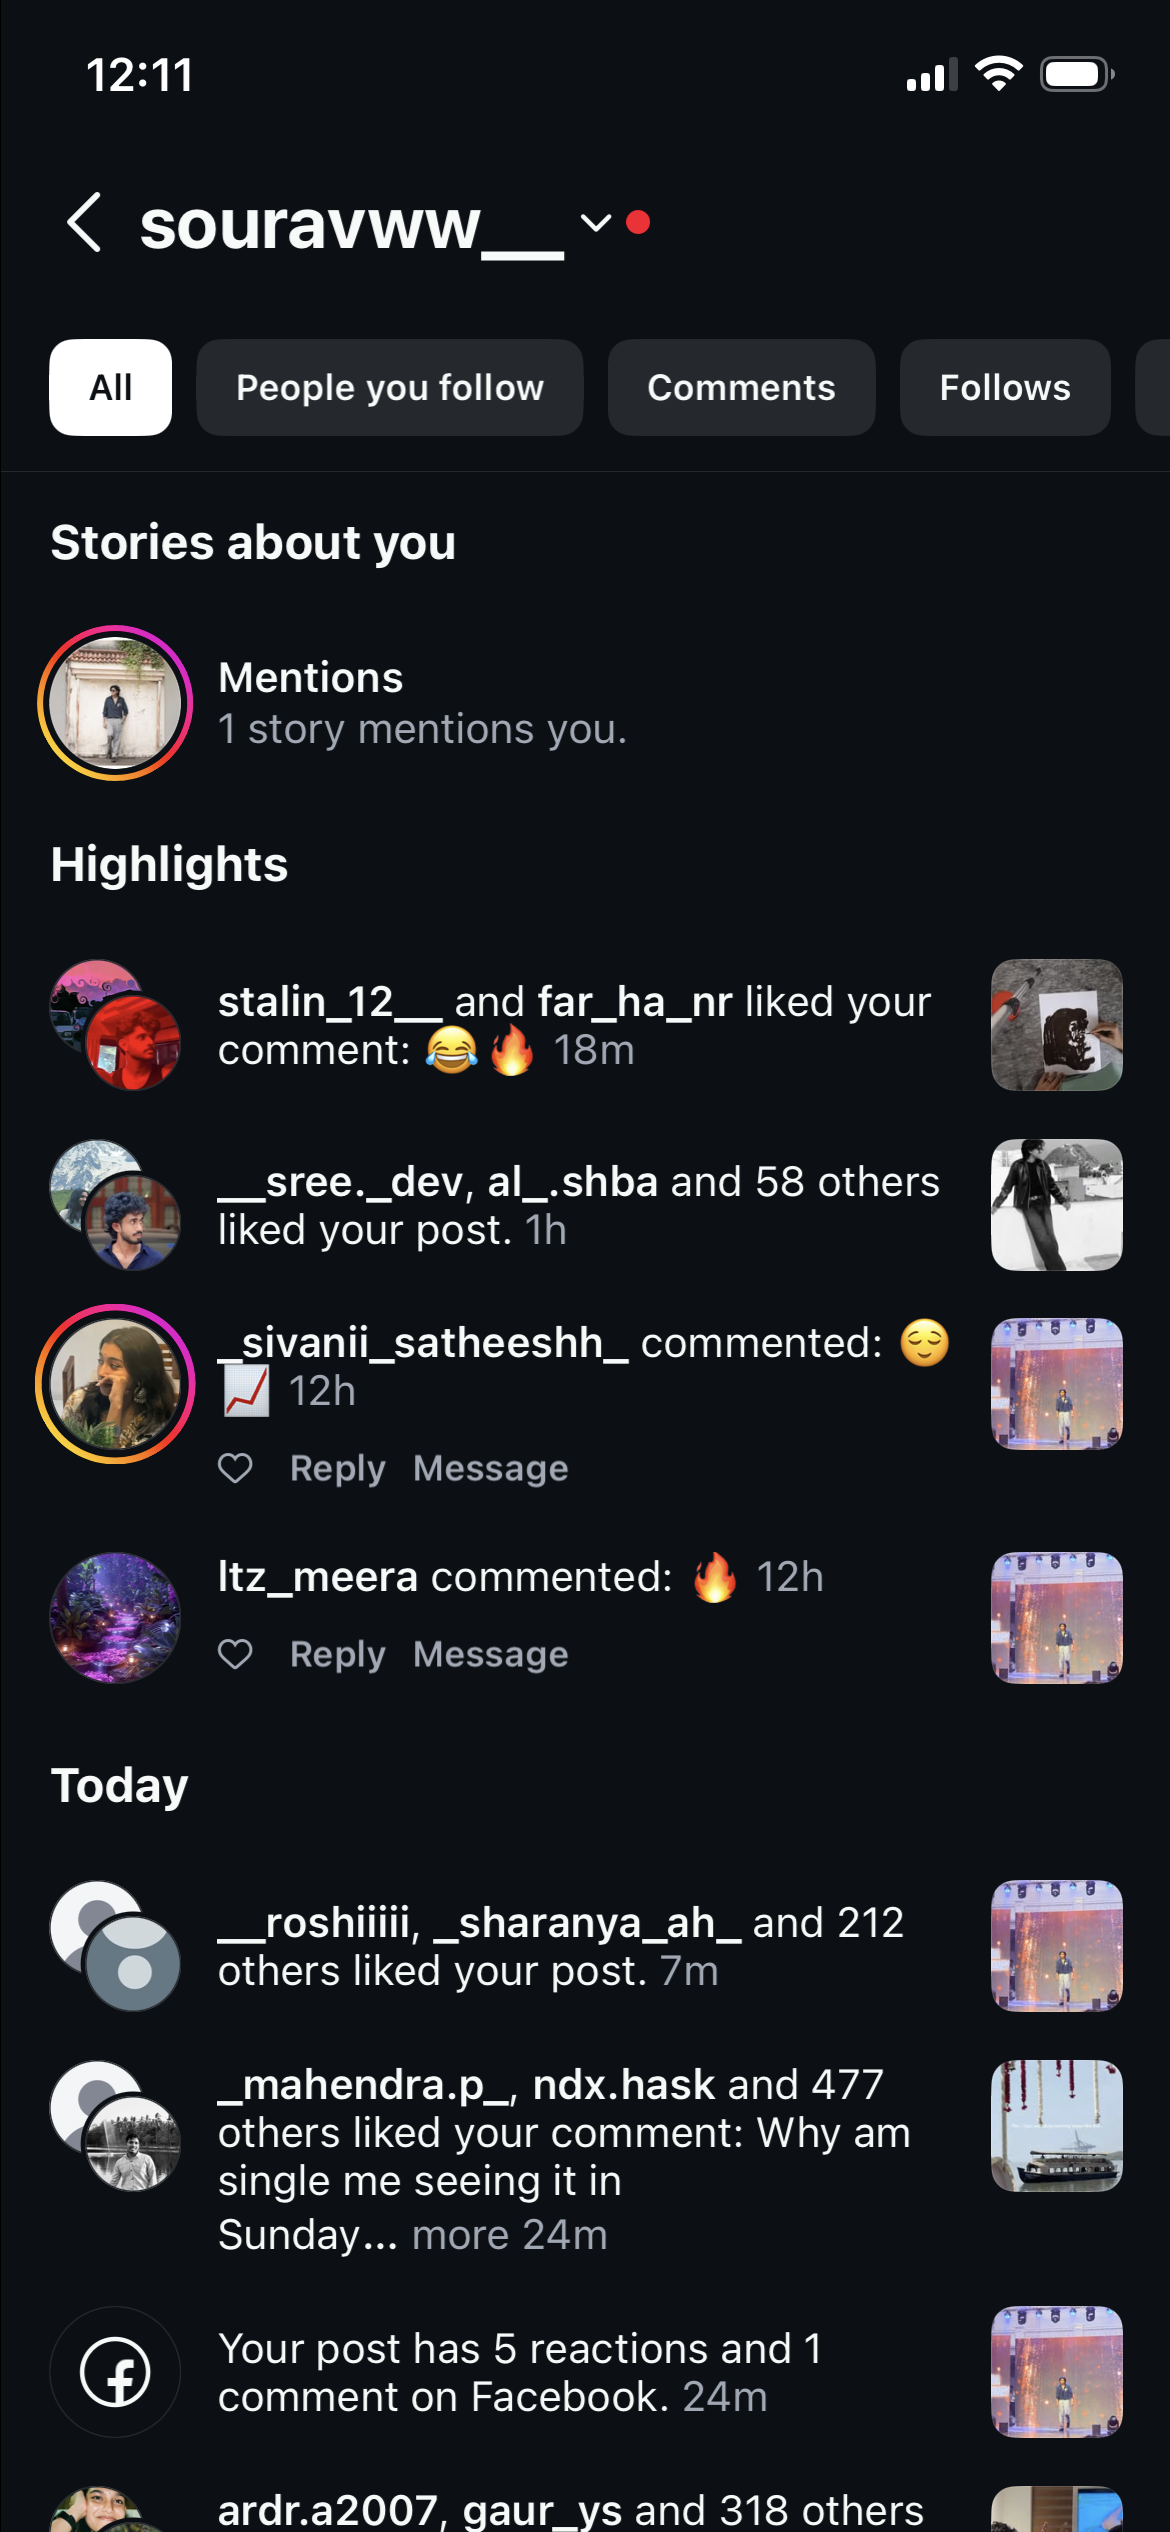 12:11
souravww__
All
People you follow
Comments
Follows
Stories about you
Mentions
1 story mentions you.
Highlights
stalin_12__ and far_ha_nr liked your
comment: 😂🔥 18m
__sree._dev, al_.shba and 58 others
liked your post. 1h
_sivanii_satheeshh_ commented: 😌
📈 12h
Reply Message
ltz_meera commented: 🔥 12h
Reply Message
Today
__roshiiiii, _sharanya_ah_ and 212
others liked your post. 7m
_mahendra.p_, ndx.hask and 477
others liked your comment: Why am
single me seeing it in
Sunday... more 24m
Your post has 5 reactions and 1
comment on Facebook. 24m
ardr.a2007, gaur_ys and 318 others